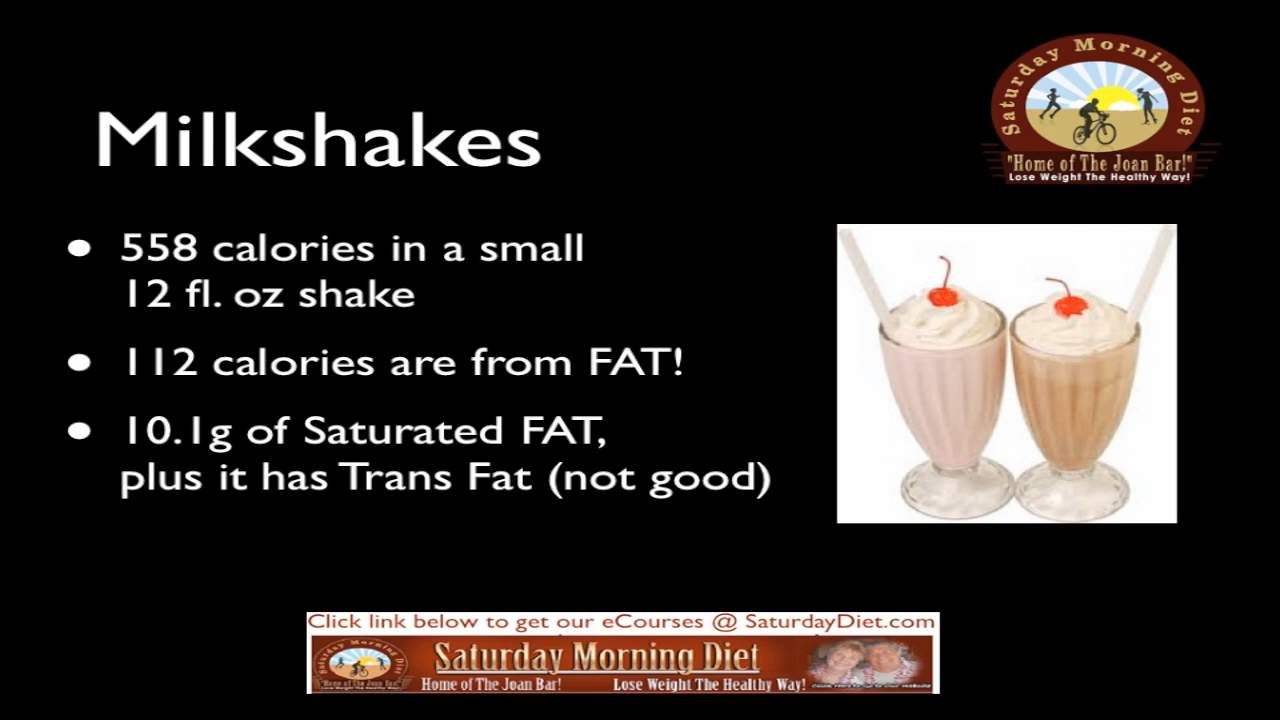 Saturday Morning Diet
"Home of The Joan Bar!"
Lose Weight The Healthy Way!
Milkshakes
• 558 calories in a small
12 fl. oz shake
• 112 calories are from FAT!
• 10.1g of Saturated FAT,
plus it has Trans Fat (not good)
Click link below to get our eCourses @ SaturdayDiet.com
Saturday Morning Diet
Home of The Joan Bar! Lose Weight The Healthy Way!